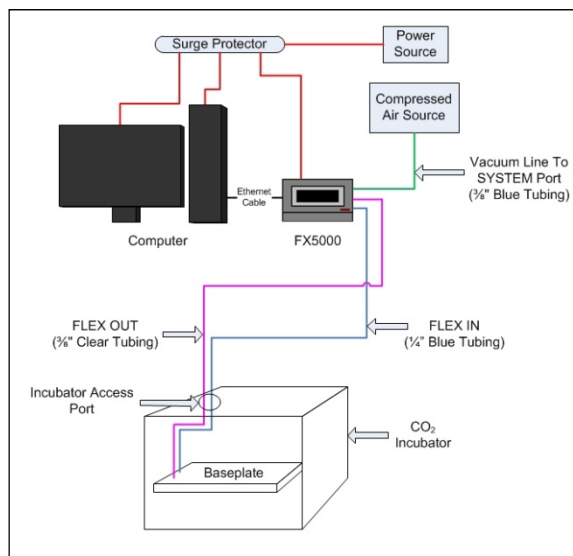 Surge Protector
Power
Source
Compressed
Air Source
Vacuum Line To
SYSTEM Port
(⅜" Blue Tubing)
Ethernet
Cable
Computer
FX5000
FLEX OUT
(⅜" Clear Tubing)
FLEX IN
(¼" Blue Tubing)
Incubator Access
Port
CO₂
Incubator
Baseplate